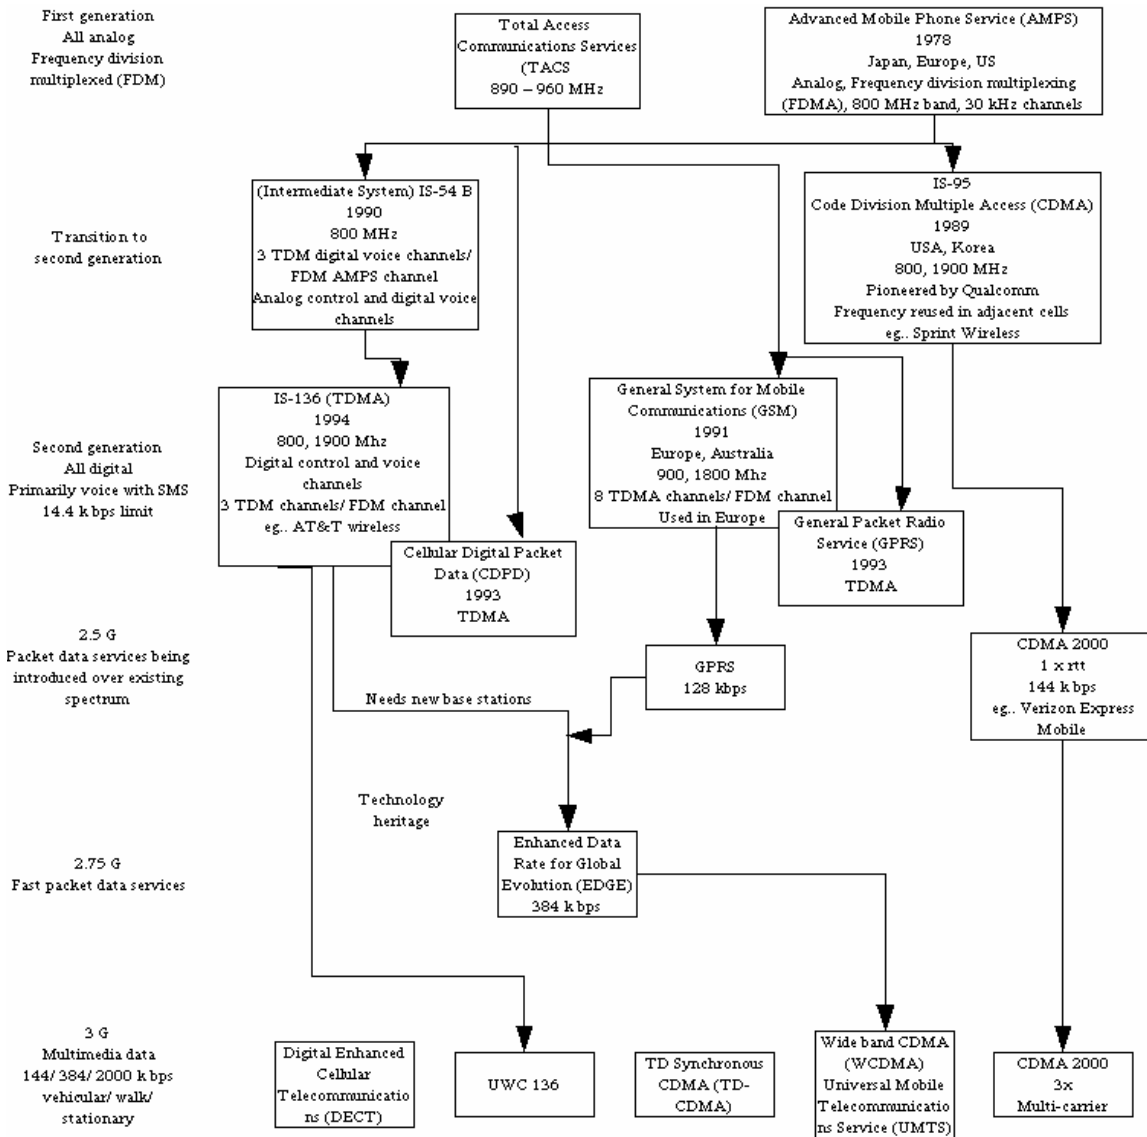 First generation
All analog
Frequency division
multiplexed (FDM)
Total Access
Communications Services
(TACS
890 – 960 MHz
Advanced Mobile Phone Service (AMPS)
1978
Japan, Europe, US
Analog, Frequency division multiplexing
(FDMA), 800 MHz band, 30 kHz channels
Transition to
second generation
(Intermediate System) IS-54 B
1990
800 MHz
3 TDM digital voice channels/
FDM AMPS channel
Analog control and digital voice
channels
IS-95
Code Division Multiple Access (CDMA)
1989
USA, Korea
800, 1900 MHz
Pioneered by Qualcomm
Frequency reused in adjacent cells
eg.. Sprint Wireless
Second generation
All digital
Primarily voice with SMS
14.4 k bps limit
IS-136 (TDMA)
1994
800, 1900 Mhz
Digital control and voice
channels
3 TDM channels/ FDM channel
eg.. AT&T wireless
Cellular Digital Packet
Data (CDPD)
1993
TDMA
General System for Mobile
Communications (GSM)
1991
Europe, Australia
900, 1800 Mhz
8 TDMA channels/ FDM channel
Used in Europe
General Packet Radio
Service (GPRS)
1993
TDMA
2.5 G
Packet data services being
introduced over existing
spectrum
Needs new base stations
GPRS
128 kbps
CDMA 2000
1 x rtt
144 k bps
eg.. Verizon Express
Mobile
Technology
heritage
2.75 G
Fast packet data services
Enhanced Data
Rate for Global
Evolution (EDGE)
384 k bps
3 G
Multimedia data
144/ 384/ 2000 k bps
vehicular/ walk/
stationary
Digital Enhanced
Cellular
Telecommunicatio
ns (DECT)
UWC 136
TD Synchronous
CDMA (TD-
CDMA)
Wide band CDMA
(WCDMA)
Universal Mobile
Telecommunicatio
ns Service (UMTS)
CDMA 2000
3x
Multi-carrier